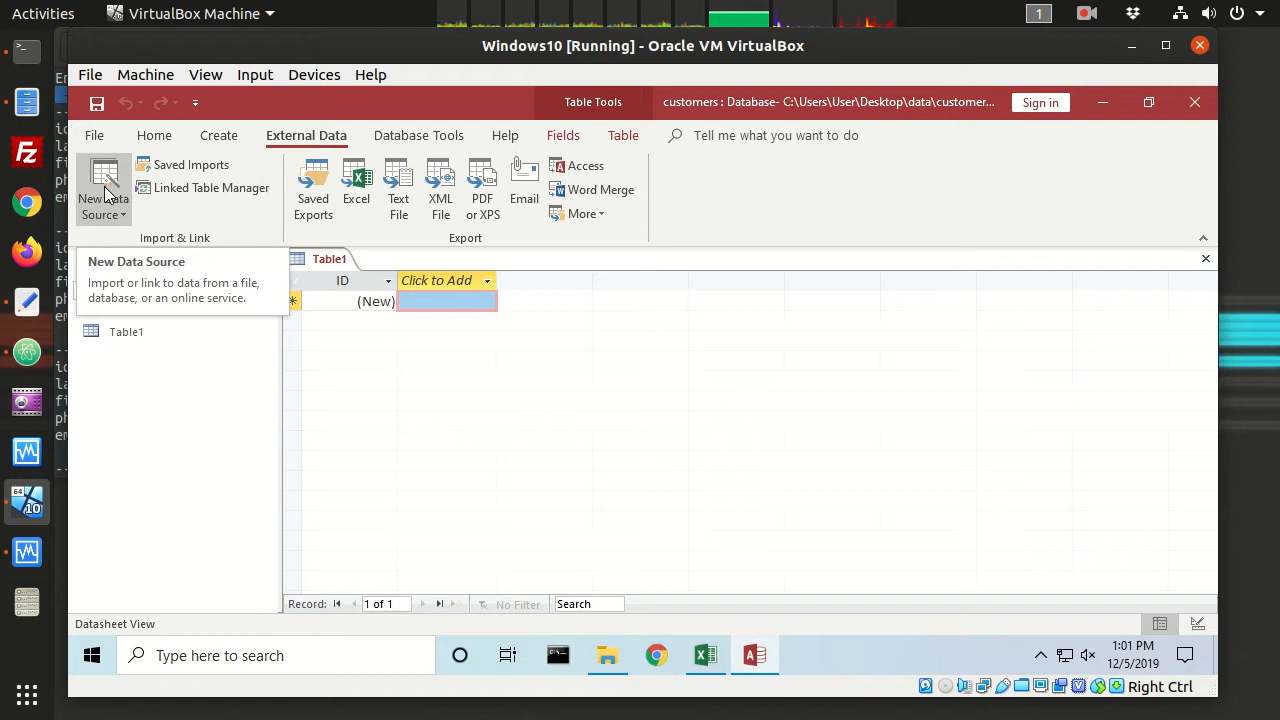 Activities
VirtualBox Machine
1
Windows10 [Running] - Oracle VM VirtualBox
File Machine View Input Devices Help
Table Tools
customers : Database- C:\Users\User\Desktop\data\customer...
Sign in
File Home Create External Data Database Tools Help Fields Table Tell me what you want to do
New Data
Source
Saved Imports
Linked Table Manager
Import & Link
Saved
Exports
Excel
Text
File
XML
File
PDF
or XPS
Email
Access
Word Merge
More
Export
New Data Source
Import or link to data from a file,
database, or an online service.
Table1
Table1
ID Click to Add
(New)
Record: 1 of 1 No Filter Search
Datasheet View
Type here to search
1:01 PM
12/5/2019
Right Ctrl
64
10
Fz